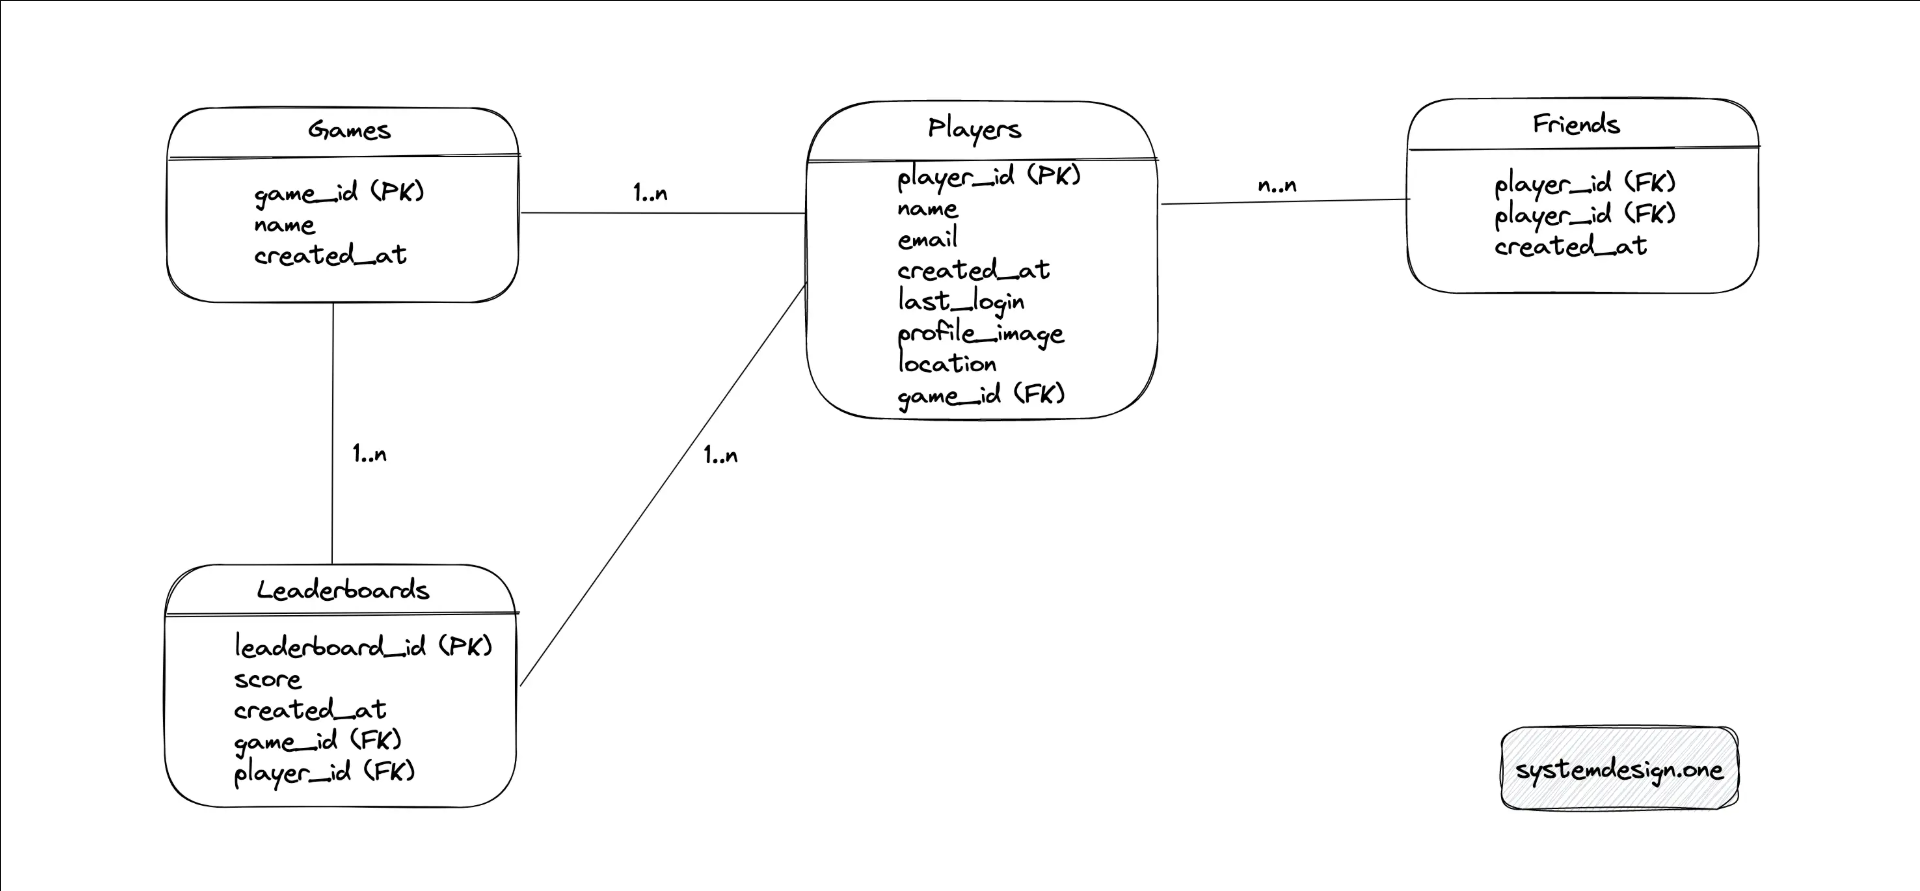 Games
game_id (PK)
name
created_at
1..n
Players
player_id (PK)
name
email
created_at
last_login
profile_image
location
game_id (FK)
n..n
Friends
player_id (FK)
player_id (FK)
created_at
1..n
1..n
Leaderboards
leaderboard_id (PK)
score
created_at
game_id (FK)
player_id (FK)
systemdesign.one